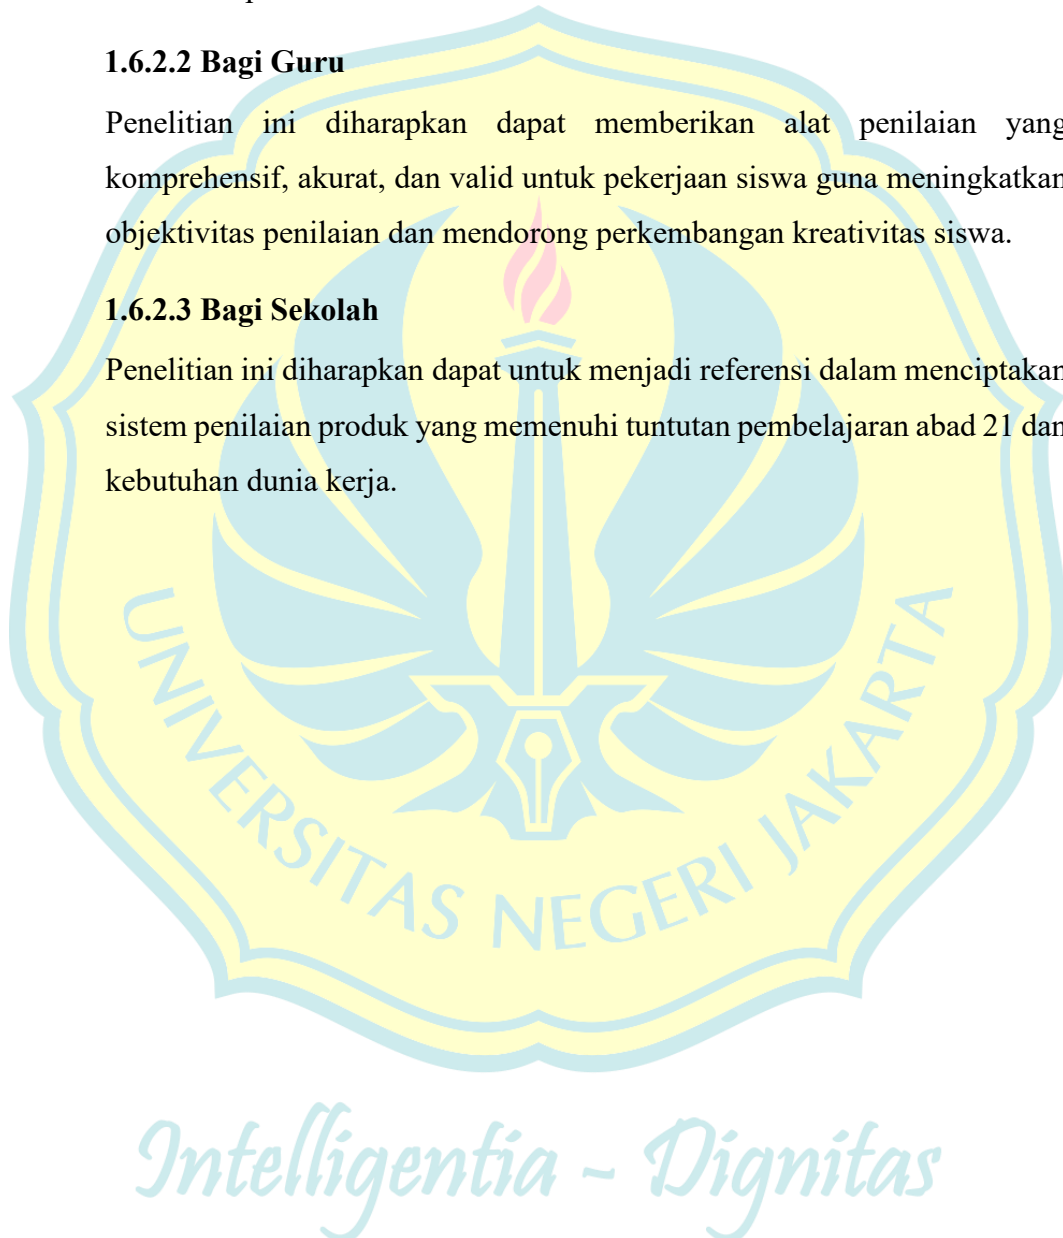 1.6.2.2 Bagi Guru
Penelitian ini diharapkan dapat memberikan alat penilaian yang
komprehensif, akurat, dan valid untuk pekerjaan siswa guna meningkatkan
objektivitas penilaian dan mendorong perkembangan kreativitas siswa.
1.6.2.3 Bagi Sekolah
Penelitian ini diharapkan dapat untuk menjadi referensi dalam menciptakan
sistem penilaian produk yang memenuhi tuntutan pembelajaran abad 21 dan
kebutuhan dunia kerja.
UNIVERSITAS NEGERI JAKARTA
Intelligentia - Dignitas